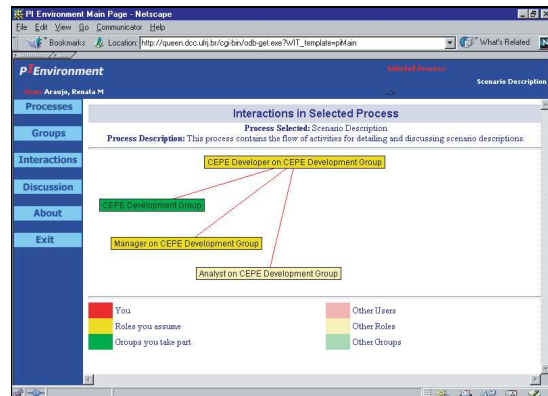 PI Environment Main Page - Netscape
File Edit View Go Communicator Help
Bookmarks Location: http://queen.dcc.ufrj.br/cgi-bin/odb-get.exe?WIT_template=piMain What's Related
PIEnvironment
Selected Process:
Scenario Description
User: Araujo, Renata M
-->
Processes
Groups
Interactions
Discussion
About
Exit
Interactions in Selected Process
Process Selected: Scenario Description
Process Description: This process contains the flow of activities for detailing and discussing scenario descriptions.
CEPE Developer on CEPE Development Group
CEPE Development Group
Manager on CEPE Development Group
Analyst on CEPE Development Group
You Other Users
Roles you assume Other Roles
Groups you take part Other Groups